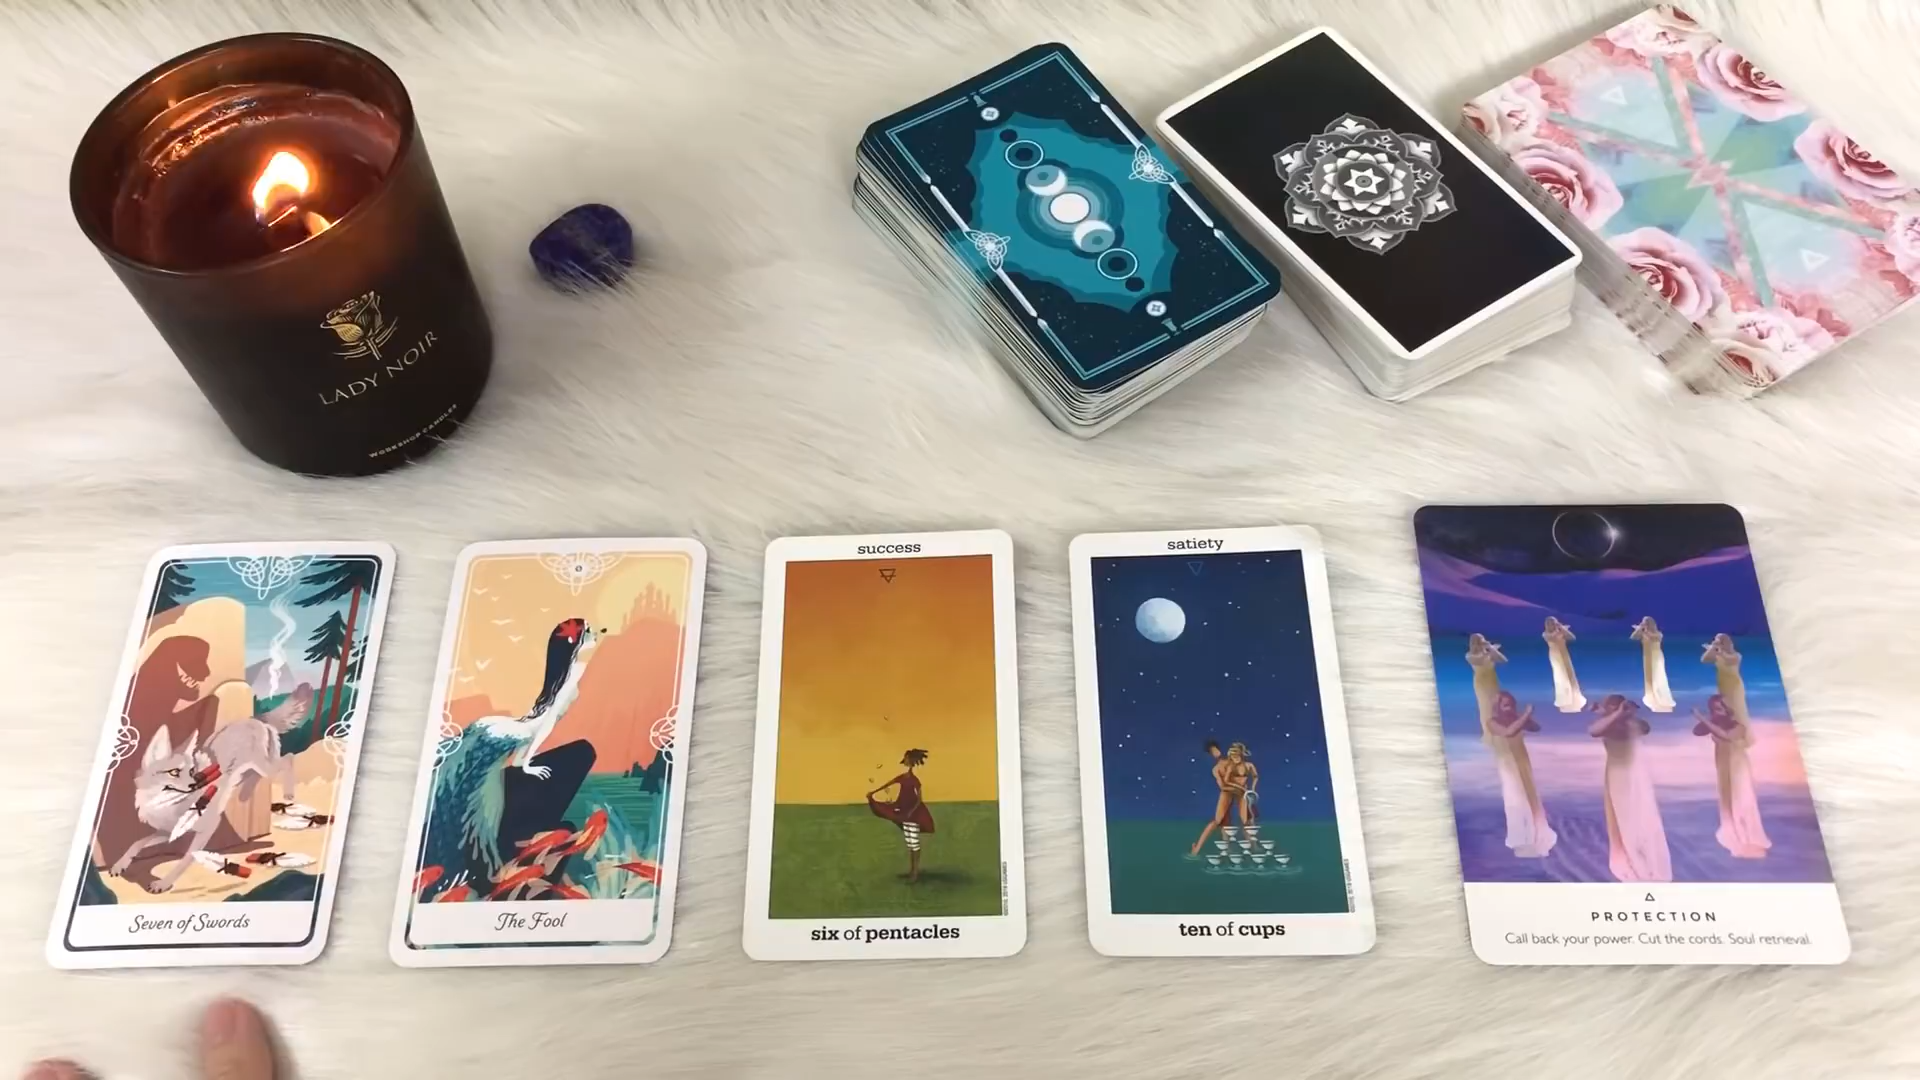 LADY NOIR
WORKSHOP CANDLES
Seven of Swords
0
The Fool
success
six of pentacles
satiety
ten of cups
PROTECTION
Call back your power. Cut the cords. Soul retrieval.